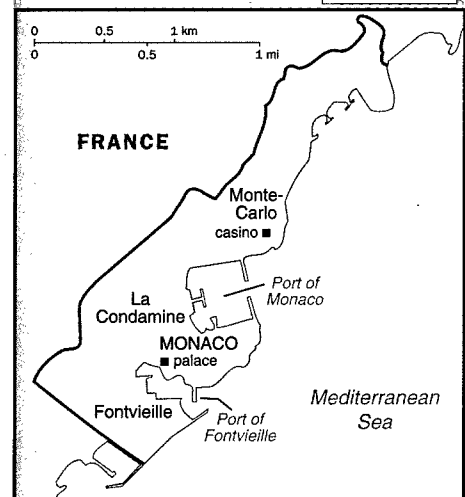 0 0.5 1 km
0 0.5 1 mi
FRANCE
Monte-
Carlo
casino
Port of
Monaco
La
Condamine
MONACO
palace
Fontvieille
Port of
Fontvieille
Mediterranean
Sea